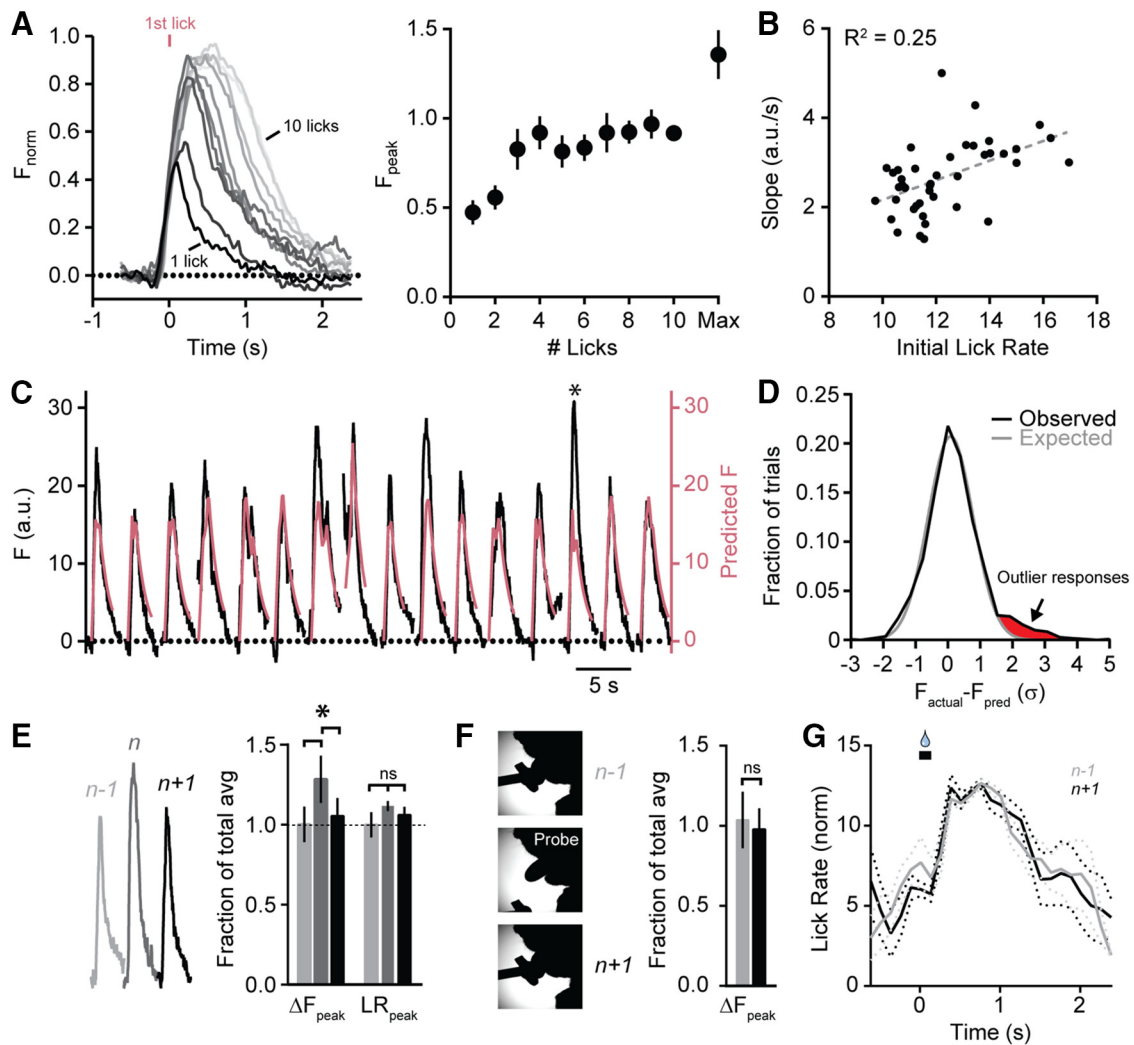 A
1st lick
1.0
0.8
0.6
0.4
0.2
0.0
F_norm
10 licks
1 lick
-1 0 1 2
Time (s)
1.5
1.0
0.5
0.0
F_peak
0 2 4 6 8 10 Max
# Licks
B
R² = 0.25
6
4
2
0
Slope (a.u./s)
8 10 12 14 16 18
Initial Lick Rate
C
*
30
20
10
0
F (a.u.)
30
20
10
0
Predicted F
5 s
D
0.25
0.20
0.15
0.10
0.05
0
Fraction of trials
Observed
Expected
Outlier responses
-3 -2 -1 0 1 2 3 4 5
F_actual-F_pred (σ)
E
n-1
n
n+1
1.5
1.0
0.5
0.0
Fraction of total avg
*
ns
ΔF_peak LR_peak
F
n-1
Probe
n+1
1.5
1.0
0.5
0.0
Fraction of total avg
ns
ΔF_peak
G
15
10
5
0
Lick Rate (norm)
n-1
n+1
0 1 2
Time (s)